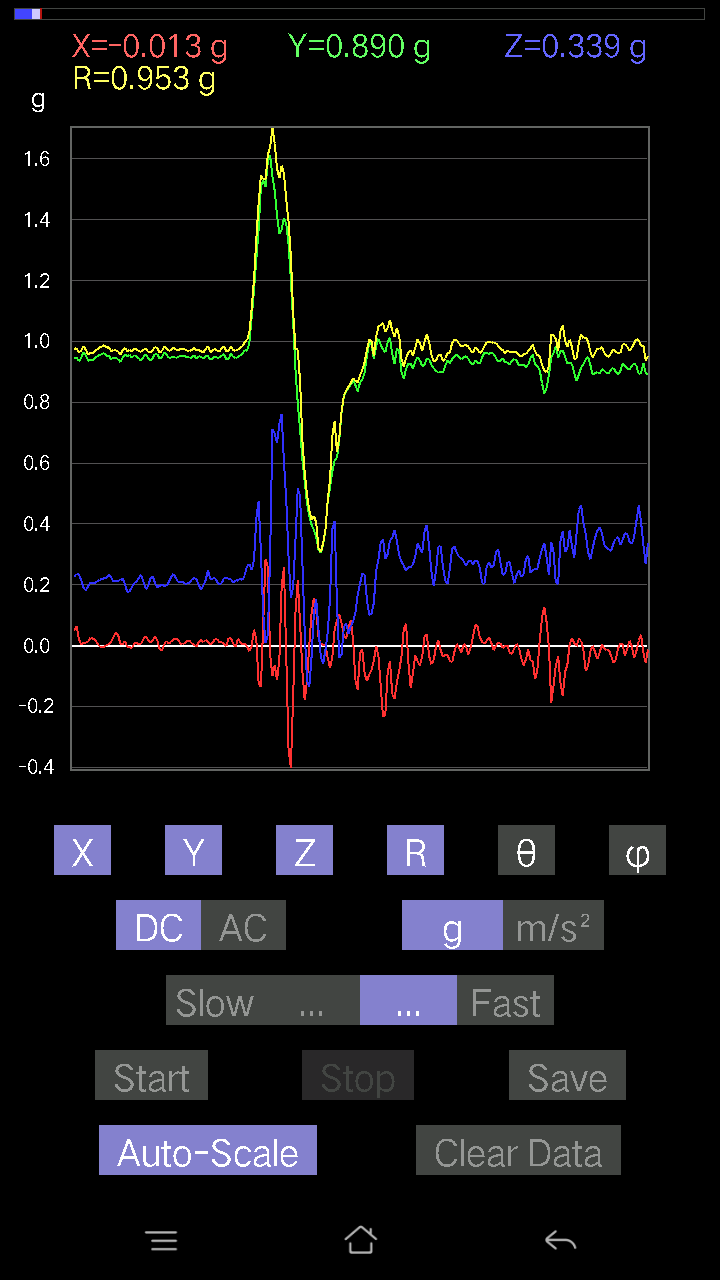 X=-0.013 g Y=0.890 g Z=0.339 g
R=0.953 g
g
1.6
1.4
1.2
1.0
0.8
0.6
0.4
0.2
0.0
-0.2
-0.4
X Y Z R θ φ
DC AC g m/s²
Slow ... ... Fast
Start Stop Save
Auto-Scale Clear Data